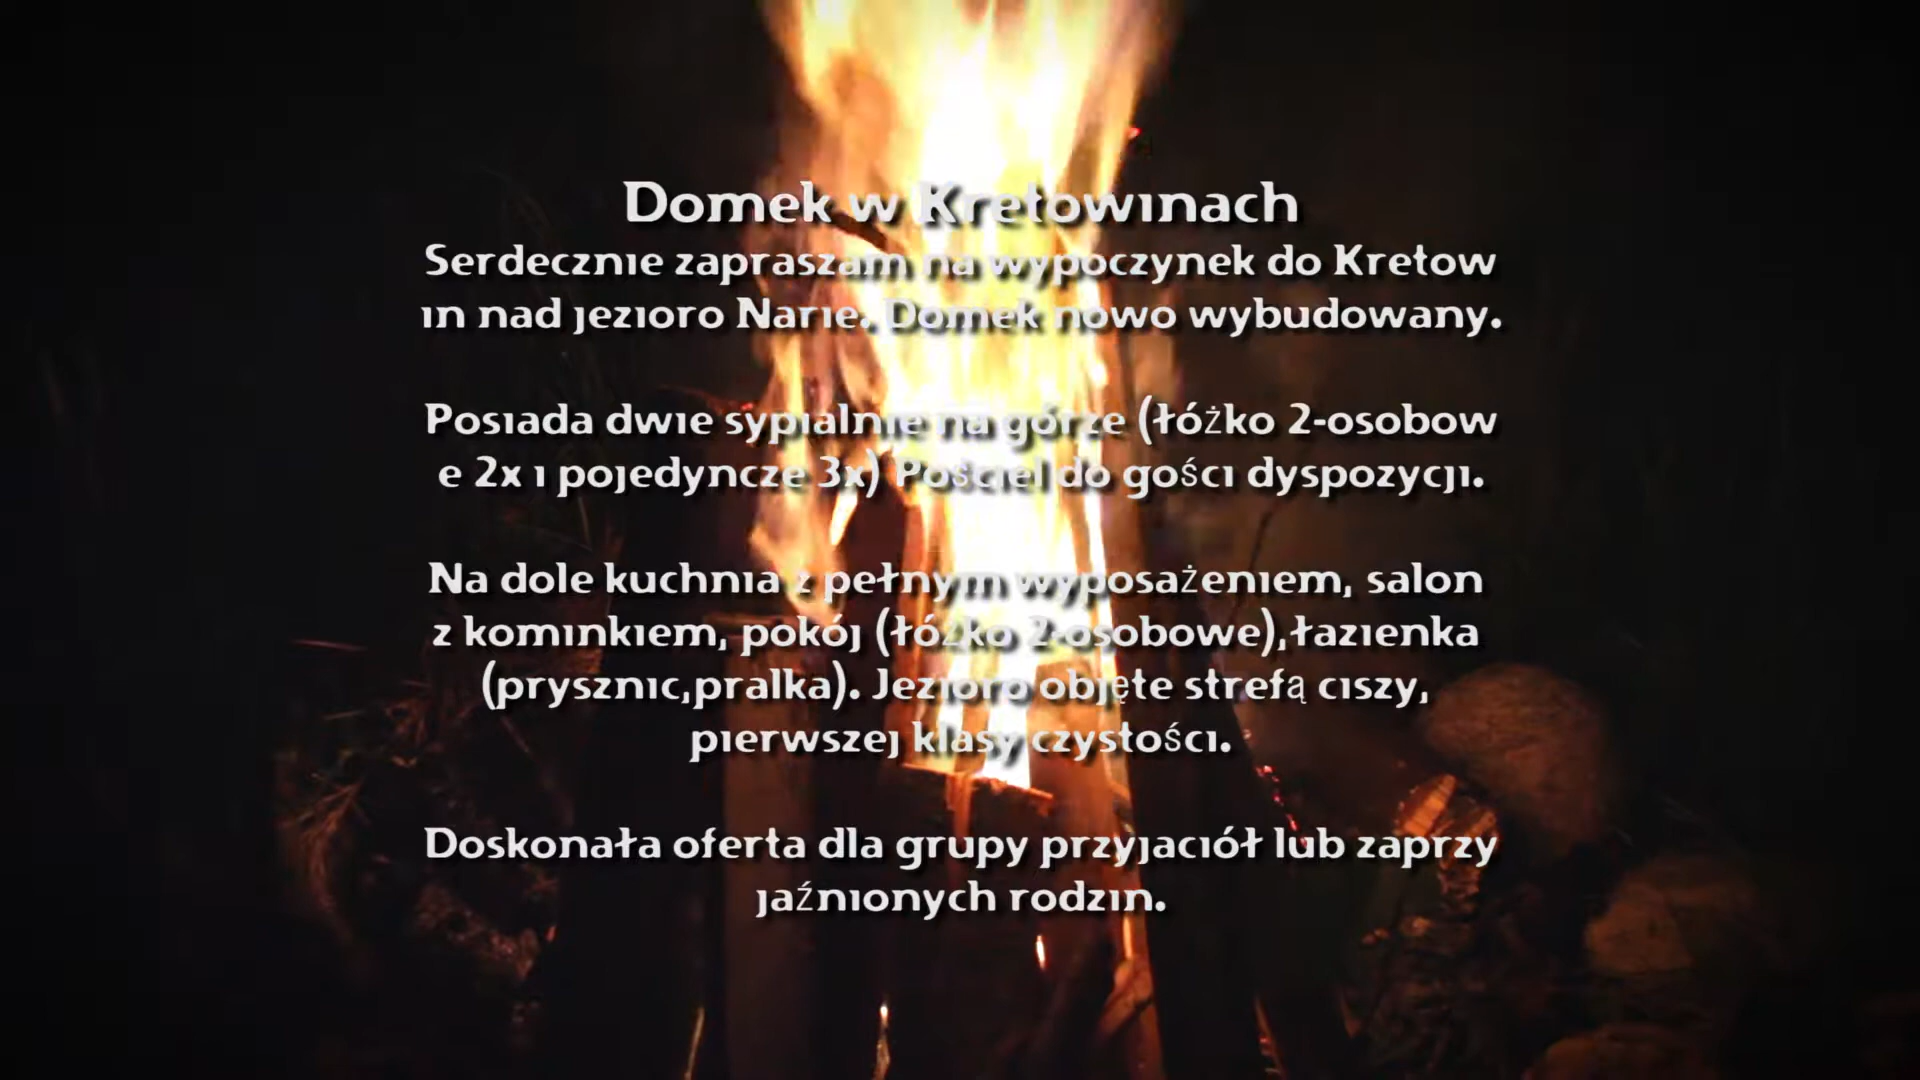 Domek w Kretowinach
Serdecznie zapraszam na wypoczynek do Kretow
in nad jezioro Narie. Domek nowo wybudowany.
Posiada dwie sypialnie na górze (łóżko 2-osobow
e 2x i pojedyncze 3x) Pościel do gości dyspozycji.
Na dole kuchnia z pełnym wyposażeniem, salon
z kominkiem, pokój (łóżko 2-osobowe),łazienka
(prysznic,pralka). Jezioro objęte strefą ciszy,
pierwszej klasy czystości.
Doskonała oferta dla grupy przyjaciół lub zaprzy
jaźnionych rodzin.